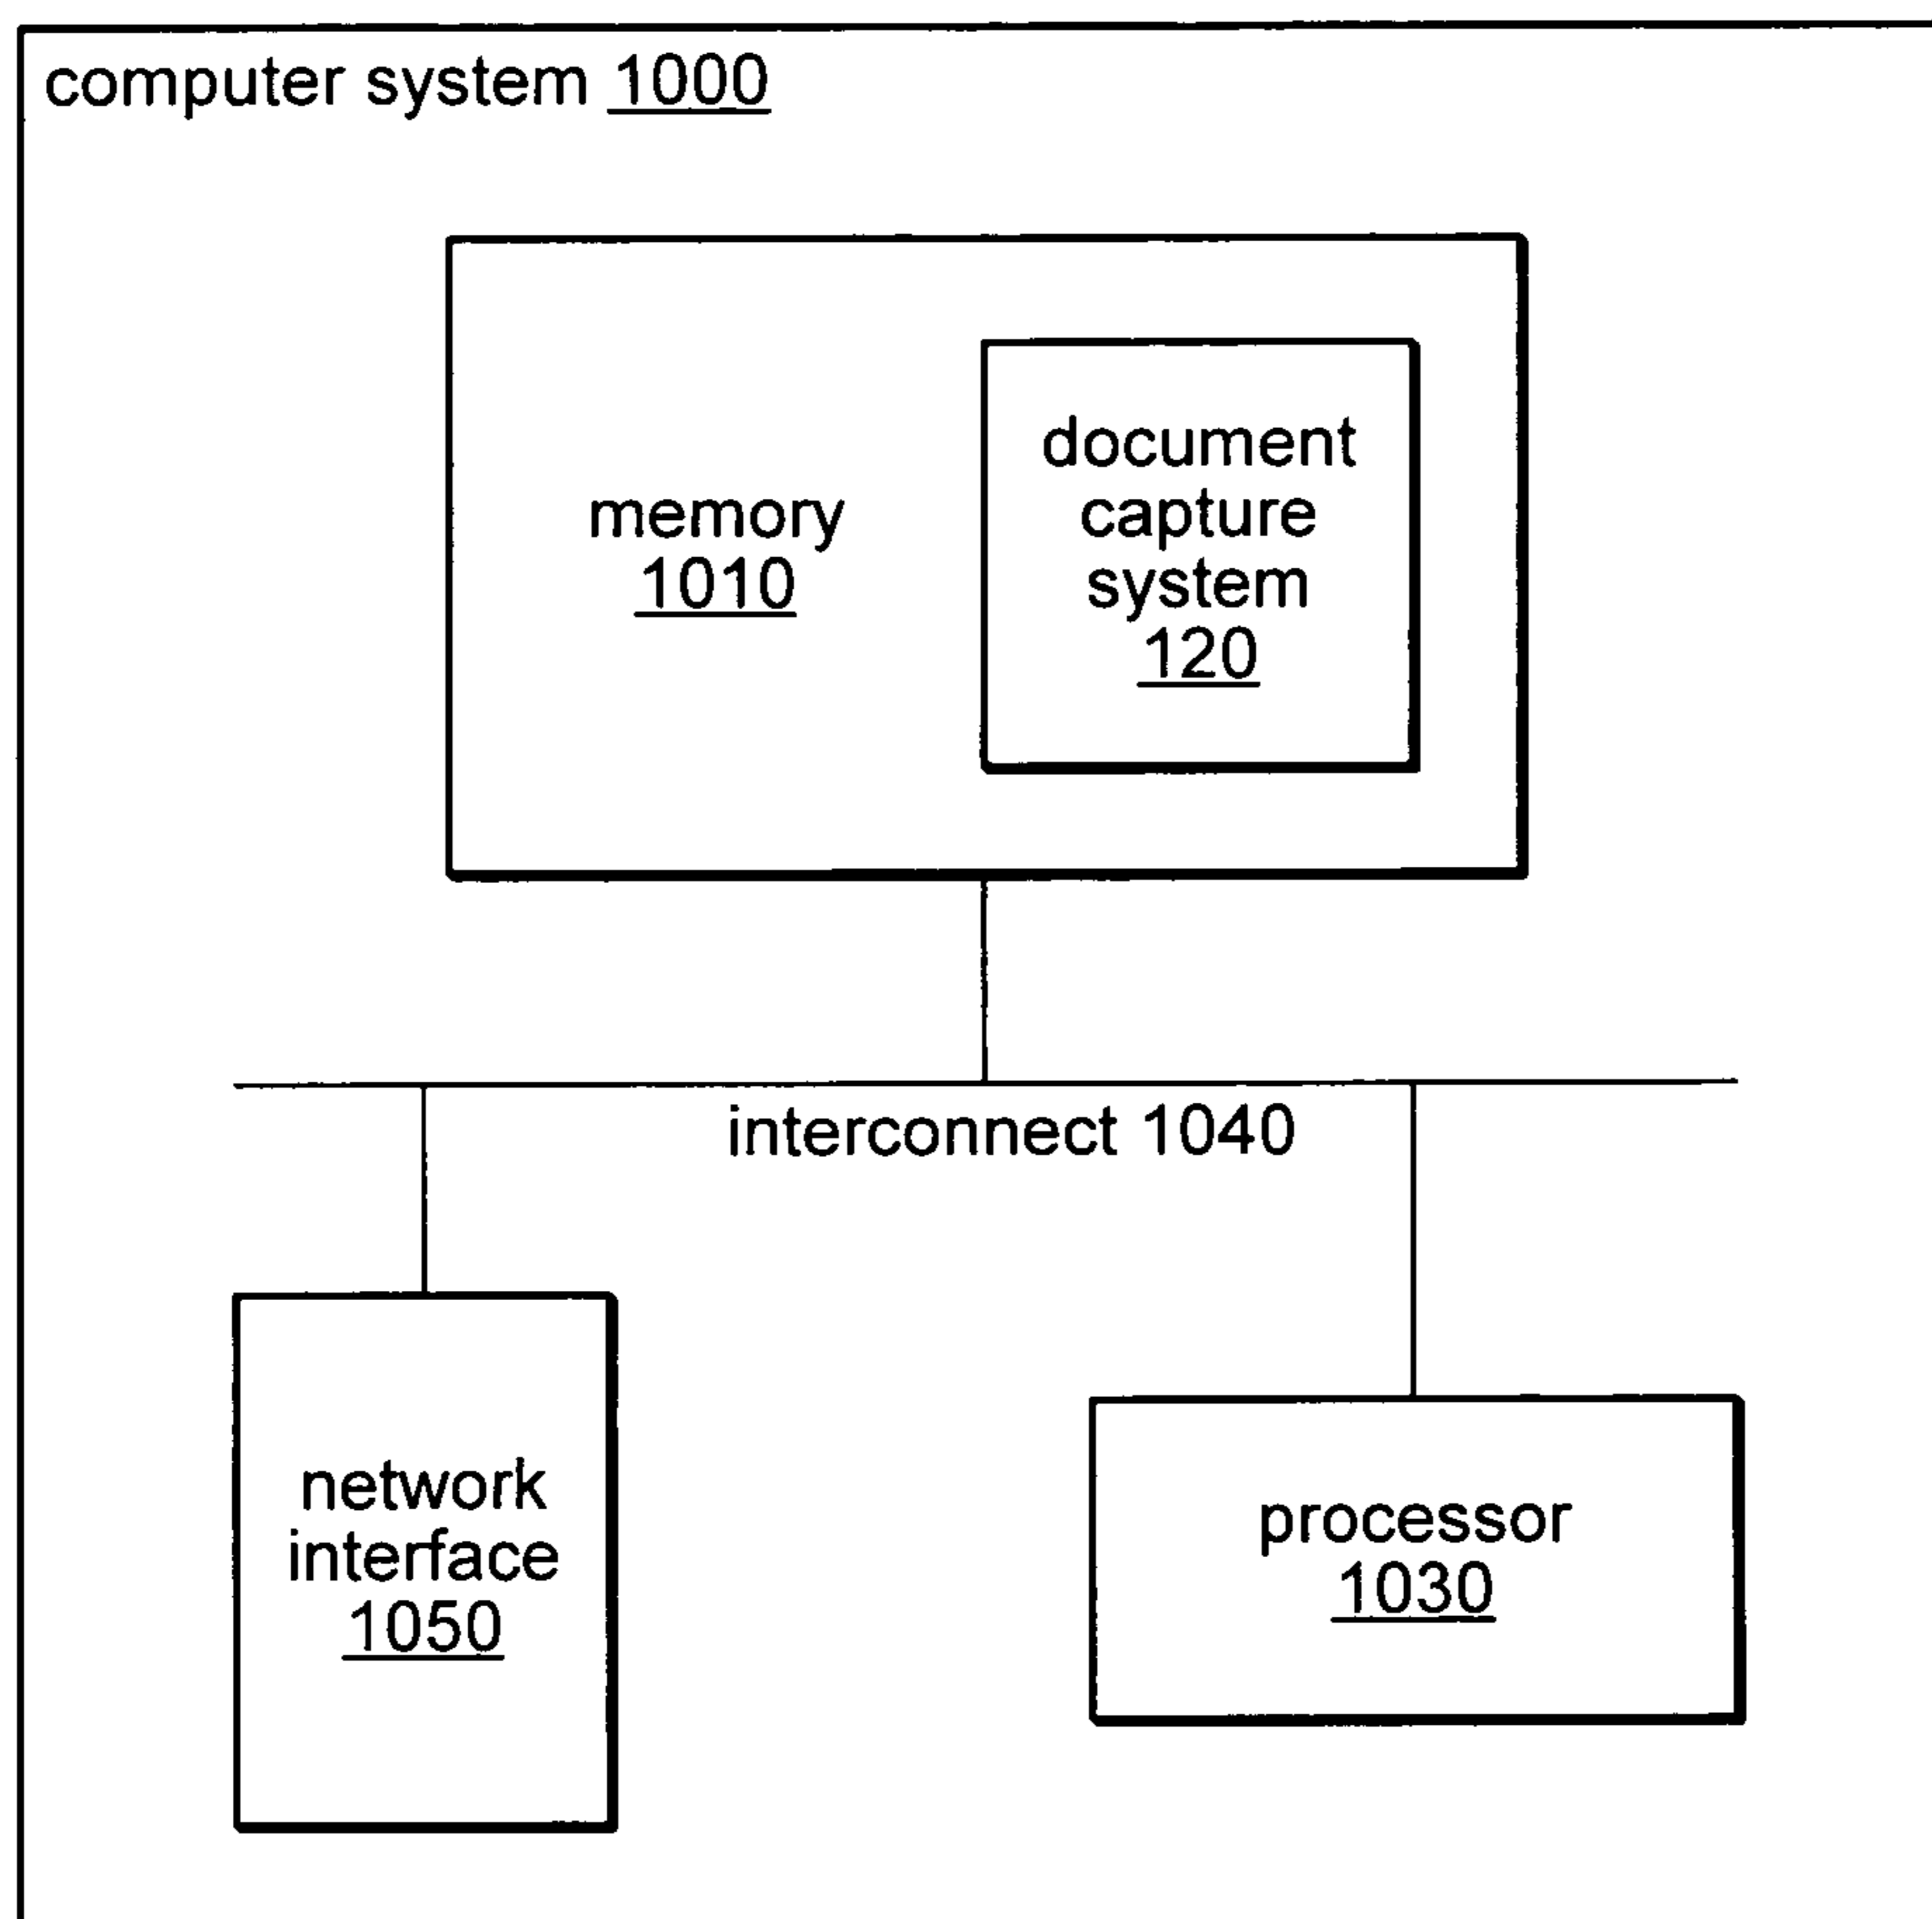 computer system 1000
memory
1010
document
capture
system
120
interconnect 1040
network
interface
1050
processor
1030